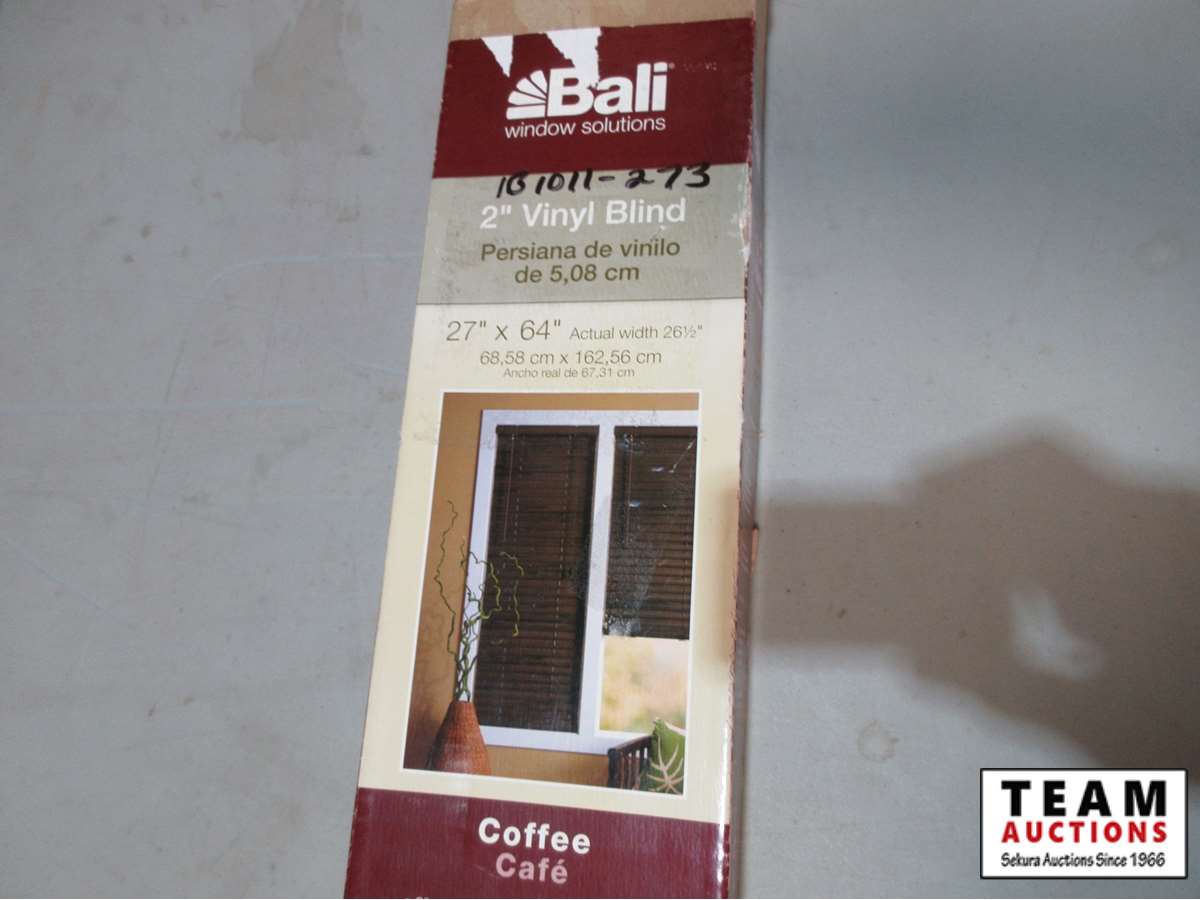 Bali
window solutions
1G1011-273
2" Vinyl Blind
Persiana de vinilo
de 5,08 cm
27" x 64" Actual width 26½"
68,58 cm x 162,56 cm
Ancho real de 67,31 cm
Coffee
Café
TEAM
AUCTIONS
Sekura Auctions Since 1966